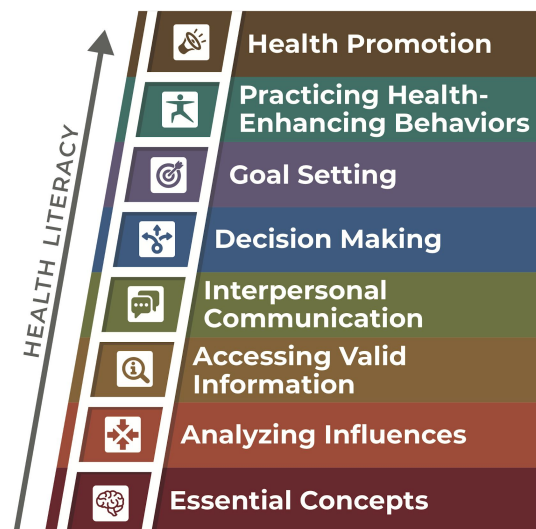 HEALTH LITERACY
Health Promotion
Practicing Health-
Enhancing Behaviors
Goal Setting
Decision Making
Interpersonal
Communication
Accessing Valid
Information
Analyzing Influences
Essential Concepts